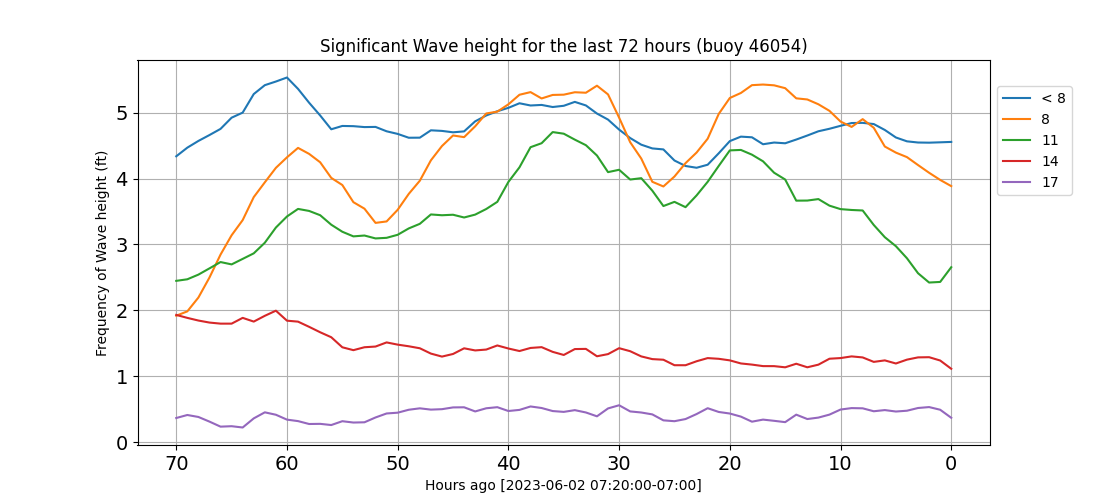 Significant Wave height for the last 72 hours (buoy 46054)
Frequency of Wave height (ft)
5
4
3
2
1
0
70 60 50 40 30 20 10 0
Hours ago [2023-06-02 07:20:00-07:00]
< 8
8
11
14
17